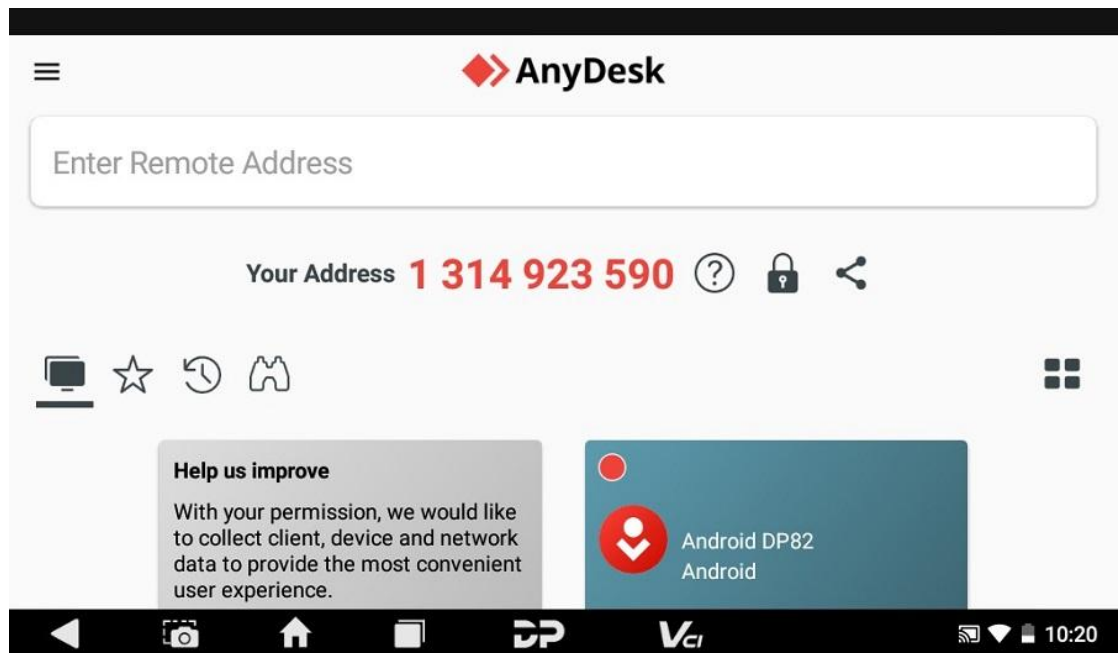 AnyDesk
Enter Remote Address
Your Address 1 314 923 590 ?
Help us improve
With your permission, we would like
to collect client, device and network
data to provide the most convenient
user experience.
Android DP82
Android
DP VCI 10:20